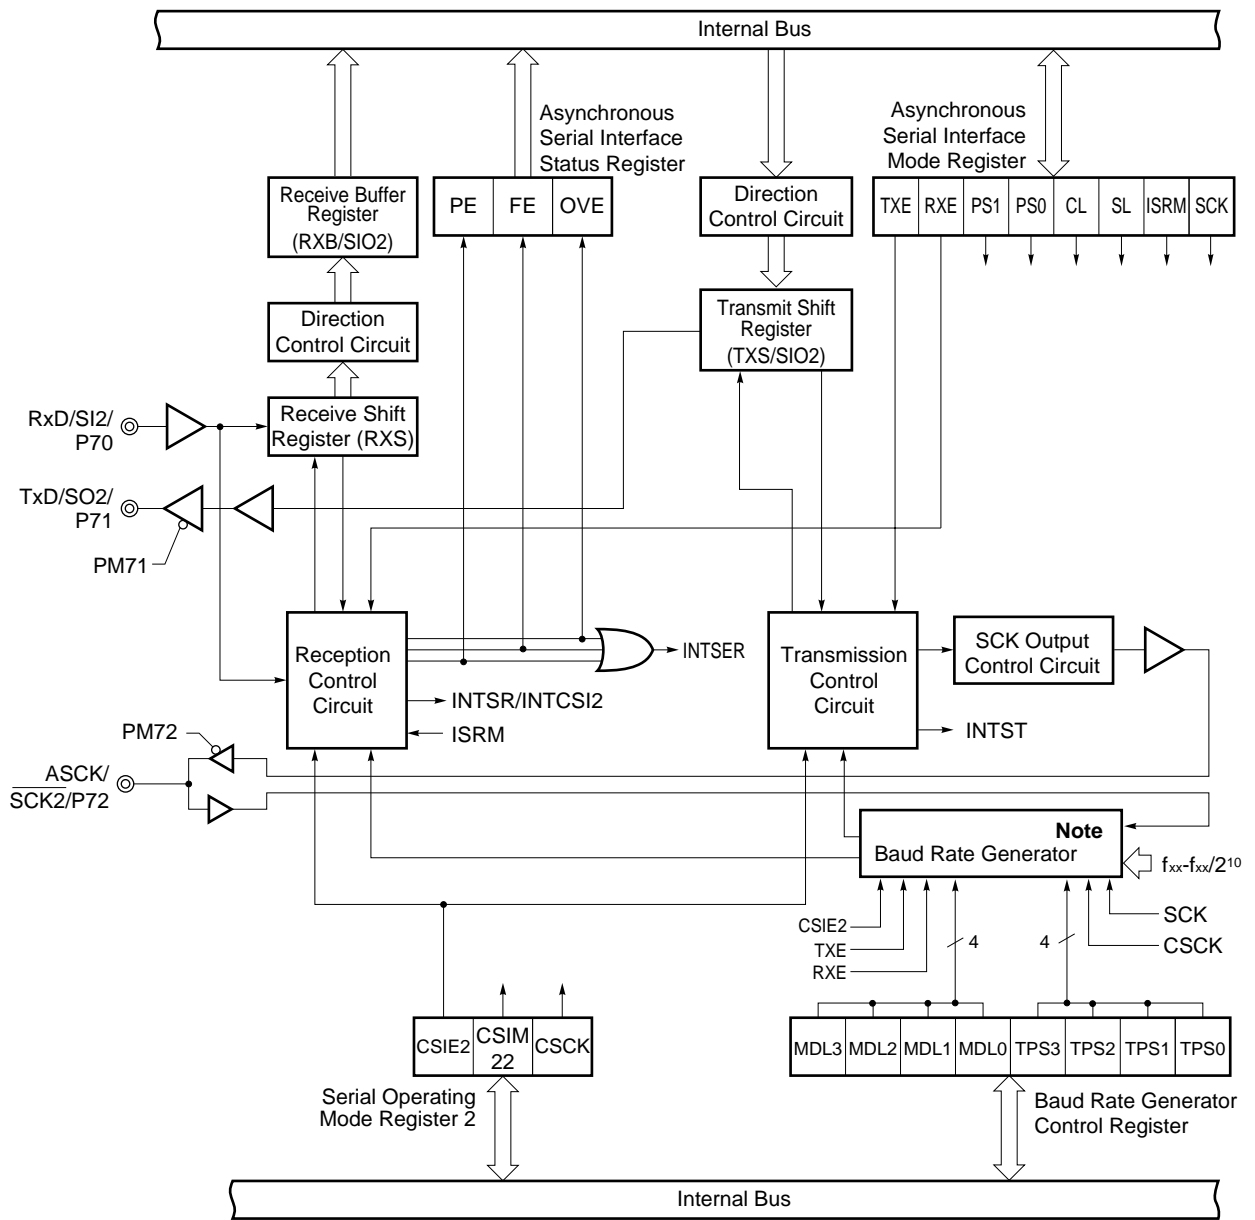 Internal Bus
Asynchronous
Serial Interface
Status Register
Asynchronous
Serial Interface
Mode Register
Receive Buffer
Register
(RXB/SIO2)
PE
FE
OVE
Direction
Control Circuit
TXE
RXE
PS1
PS0
CL
SL
ISRM
SCK
Direction
Control Circuit
Transmit Shift
Register
(TXS/SIO2)
RxD/SI2/
P70
Receive Shift
Register (RXS)
TxD/SO2/
P71
PM71
Reception
Control
Circuit
INTSER
INTSR/INTCSI2
ISRM
Transmission
Control
Circuit
SCK Output
Control Circuit
INTST
PM72
ASCK/
SCK2/P72
Note
Baud Rate Generator
fxx-fxx/2¹⁰
CSIE2
TXE
RXE
4
4
SCK
CSCK
CSIE2
CSIM
22
CSCK
MDL3
MDL2
MDL1
MDL0
TPS3
TPS2
TPS1
TPS0
Serial Operating
Mode Register 2
Baud Rate Generator
Control Register
Internal Bus